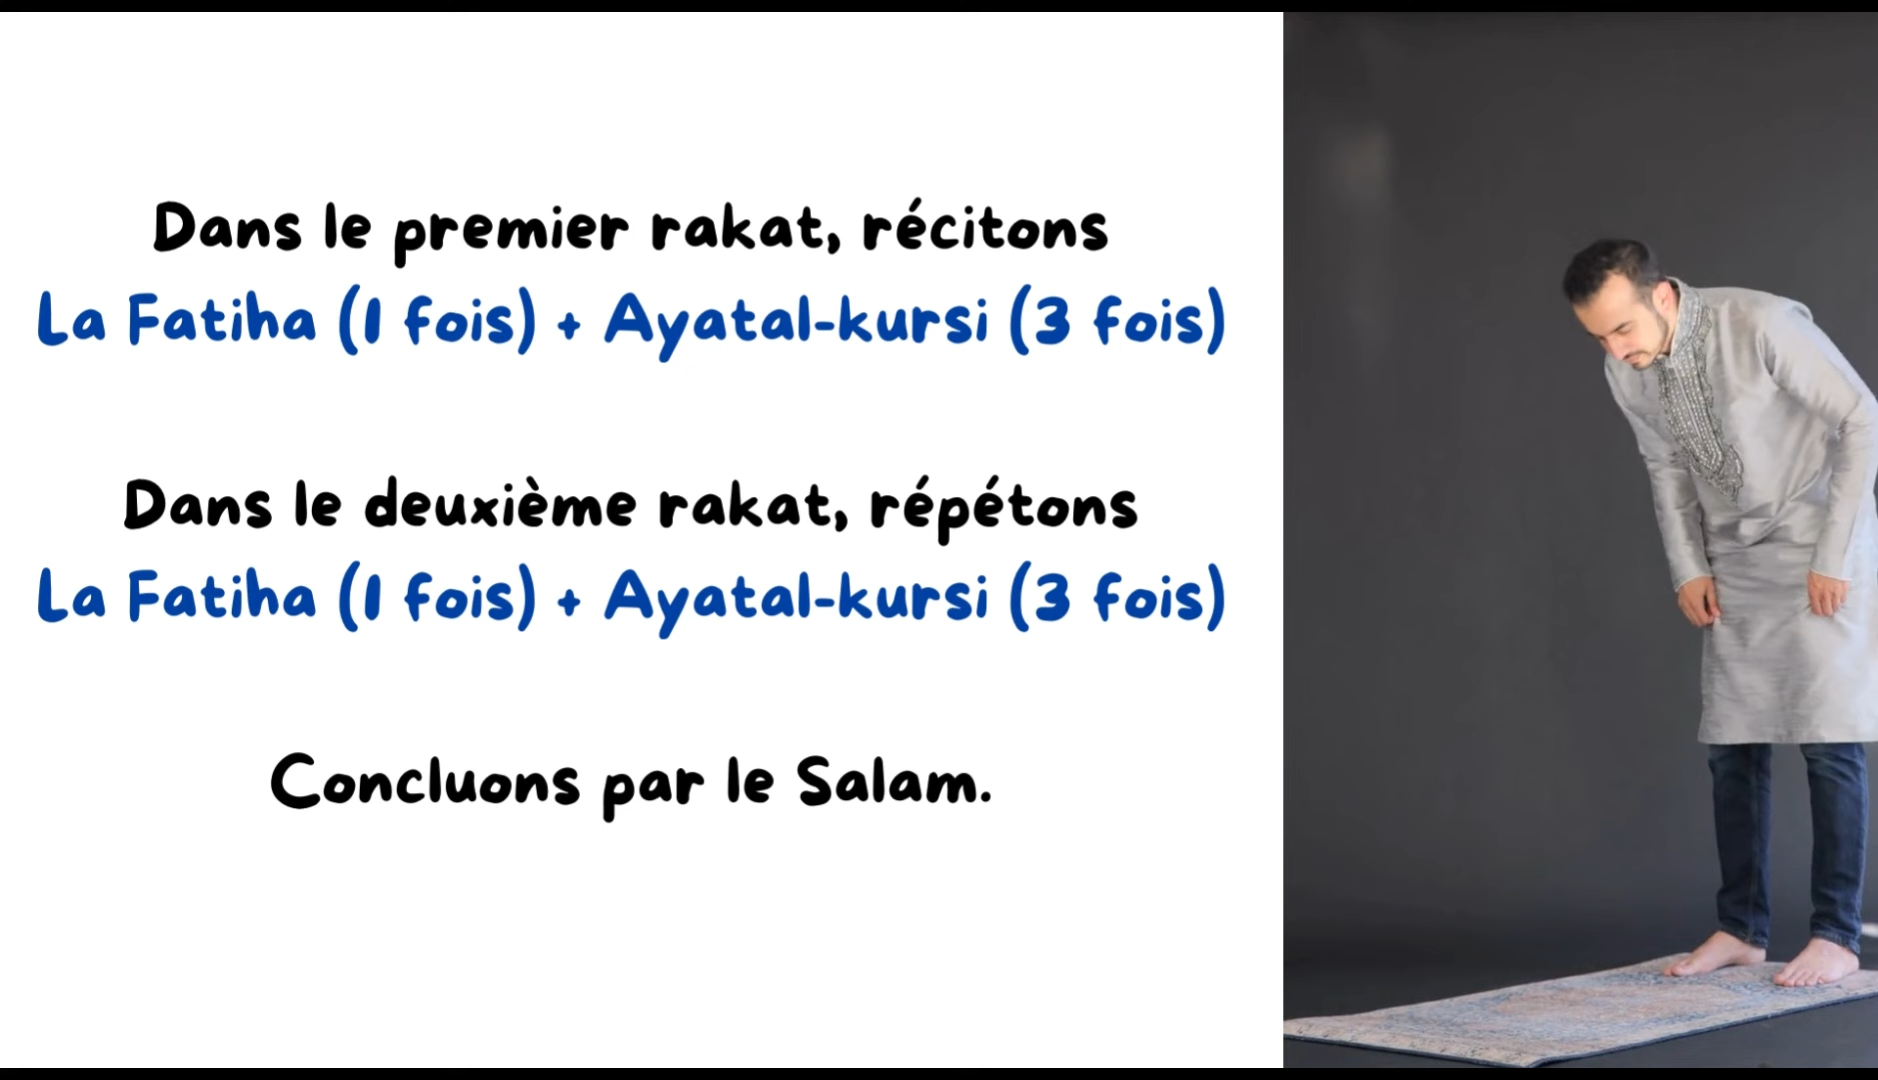 Dans le premier rakat, récitons
La Fatiha (1 fois) + Ayatal-kursi (3 fois)
Dans le deuxième rakat, répétons
La Fatiha (1 fois) + Ayatal-kursi (3 fois)
Concluons par le Salam.